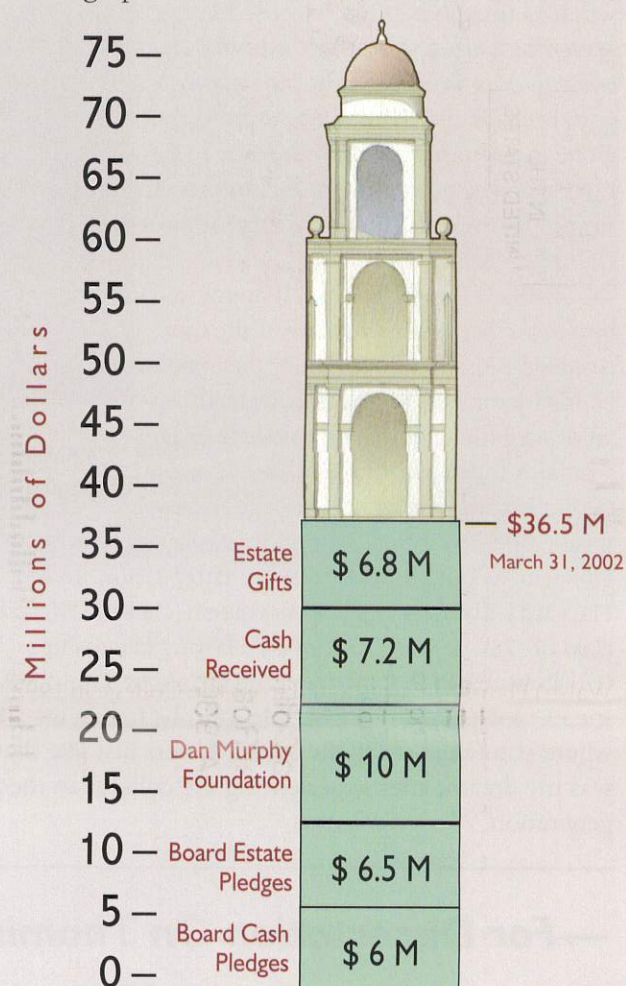 75
70
65
60
55
50
45
40
35
30
25
20
15
10
5
0
Millions of Dollars
$36.5 M
March 31, 2002
Estate
Gifts
$ 6.8 M
Cash
Received
$ 7.2 M
Dan Murphy
Foundation
$ 10 M
Board Estate
Pledges
$ 6.5 M
Board Cash
Pledges
$ 6 M